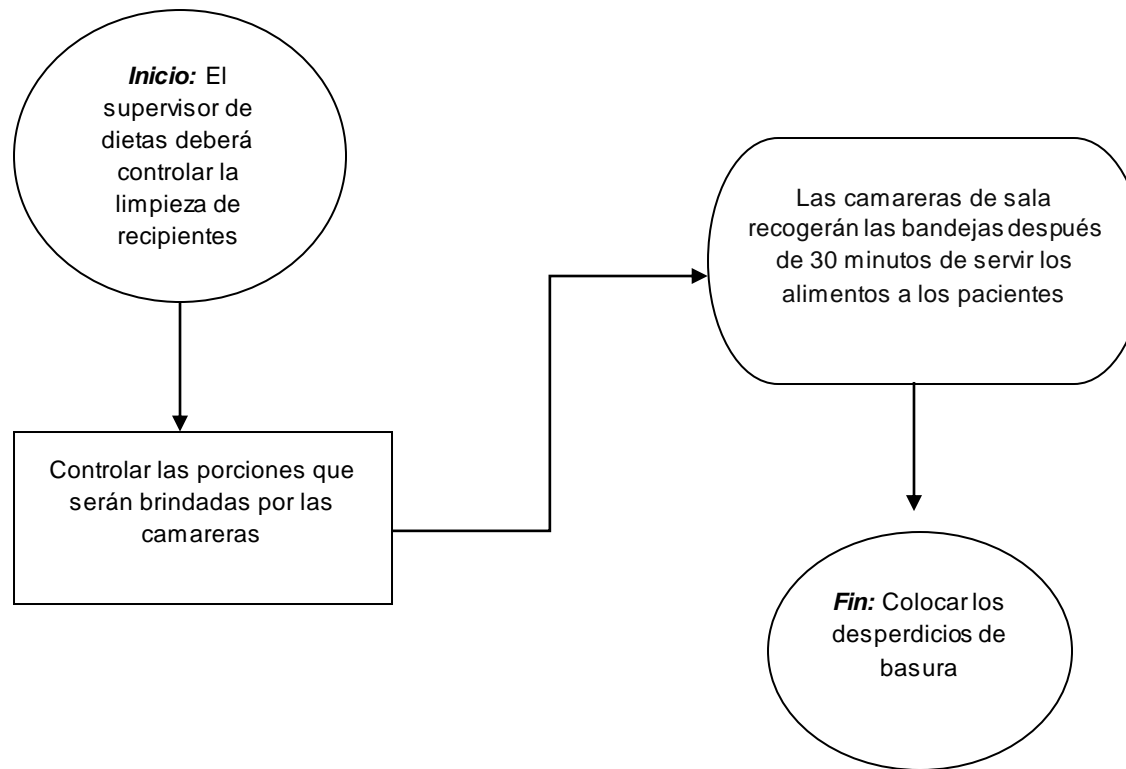 Inicio: El
supervisor de
dietas deberá
controlar la
limpieza de
recipientes
Controlar las porciones que
serán brindadas por las
camareras
Las camareras de sala
recogerán las bandejas después
de 30 minutos de servir los
alimentos a los pacientes
Fin: Colocar los
desperdicios de
basura